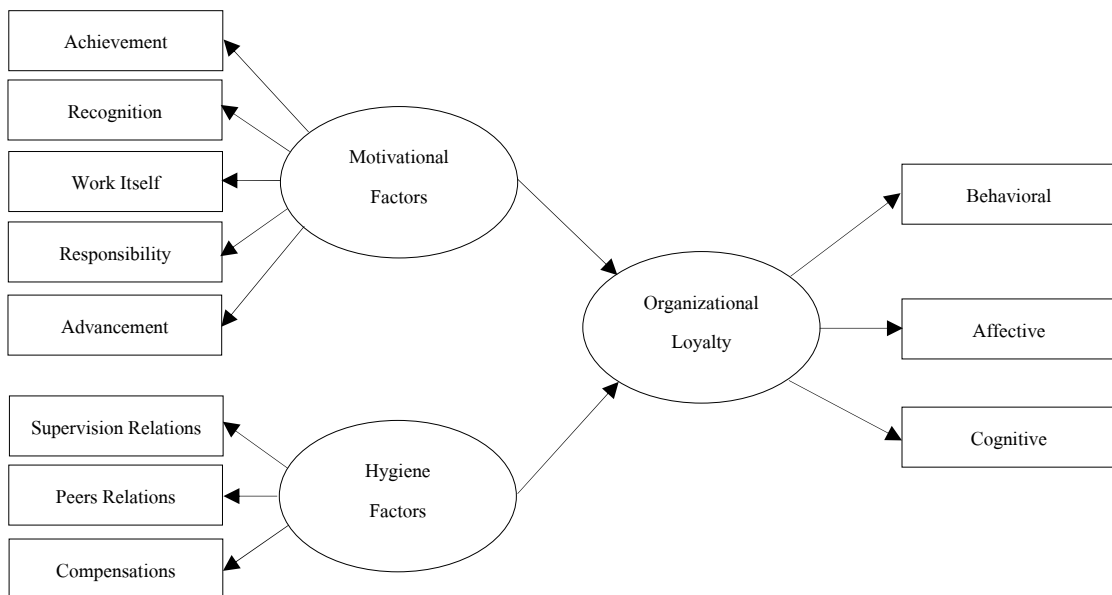 Achievement
Recognition
Work Itself
Responsibility
Advancement
Motivational
Factors
Supervision Relations
Peers Relations
Compensations
Hygiene
Factors
Organizational
Loyalty
Behavioral
Affective
Cognitive